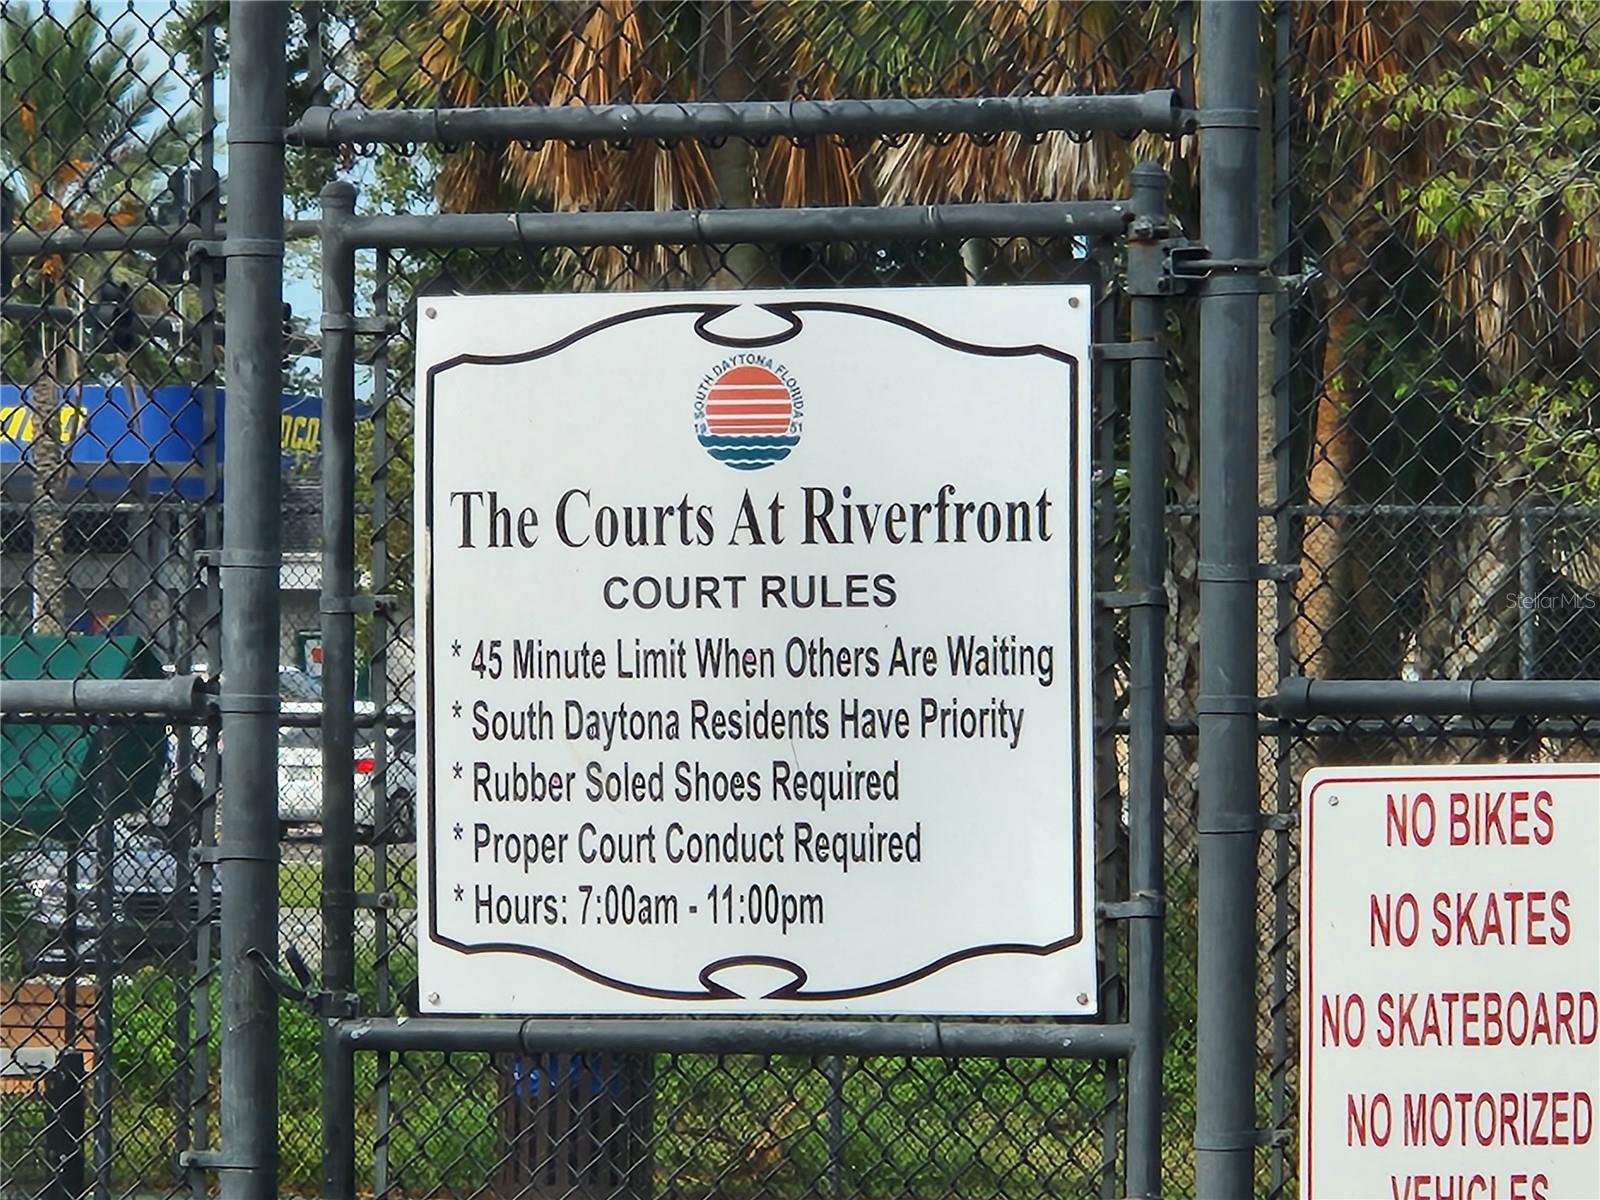 SOUTH DAYTONA FLORIDA
The Courts At Riverfront
COURT RULES
* 45 Minute Limit When Others Are Waiting
* South Daytona Residents Have Priority
* Rubber Soled Shoes Required
* Proper Court Conduct Required
* Hours: 7:00am - 11:00pm
NO BIKES
NO SKATES
NO SKATEBOARD
NO MOTORIZED
VEHICLES
StellarMLS